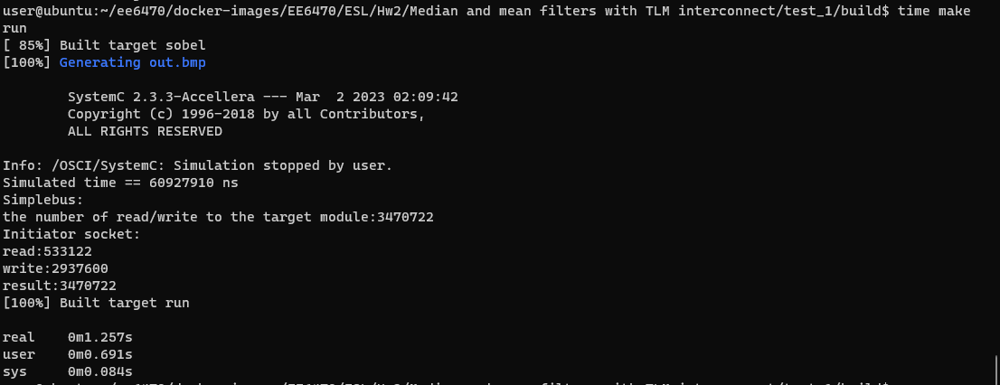 user@ubuntu:~/ee6470/docker-images/EE6470/ESL/Hw2/Median and mean filters with TLM interconnect/test_1/build$ time make
run
[ 85%] Built target sobel
[100%] Generating out.bmp
SystemC 2.3.3-Accellera --- Mar  2 2023 02:09:42
Copyright (c) 1996-2018 by all Contributors,
ALL RIGHTS RESERVED
Info: /OSCI/SystemC: Simulation stopped by user.
Simulated time == 60927910 ns
Simplebus:
the number of read/write to the target module:3470722
Initiator socket:
read:533122
write:2937600
result:3470722
[100%] Built target run
real    0m1.257s
user    0m0.691s
sys     0m0.084s